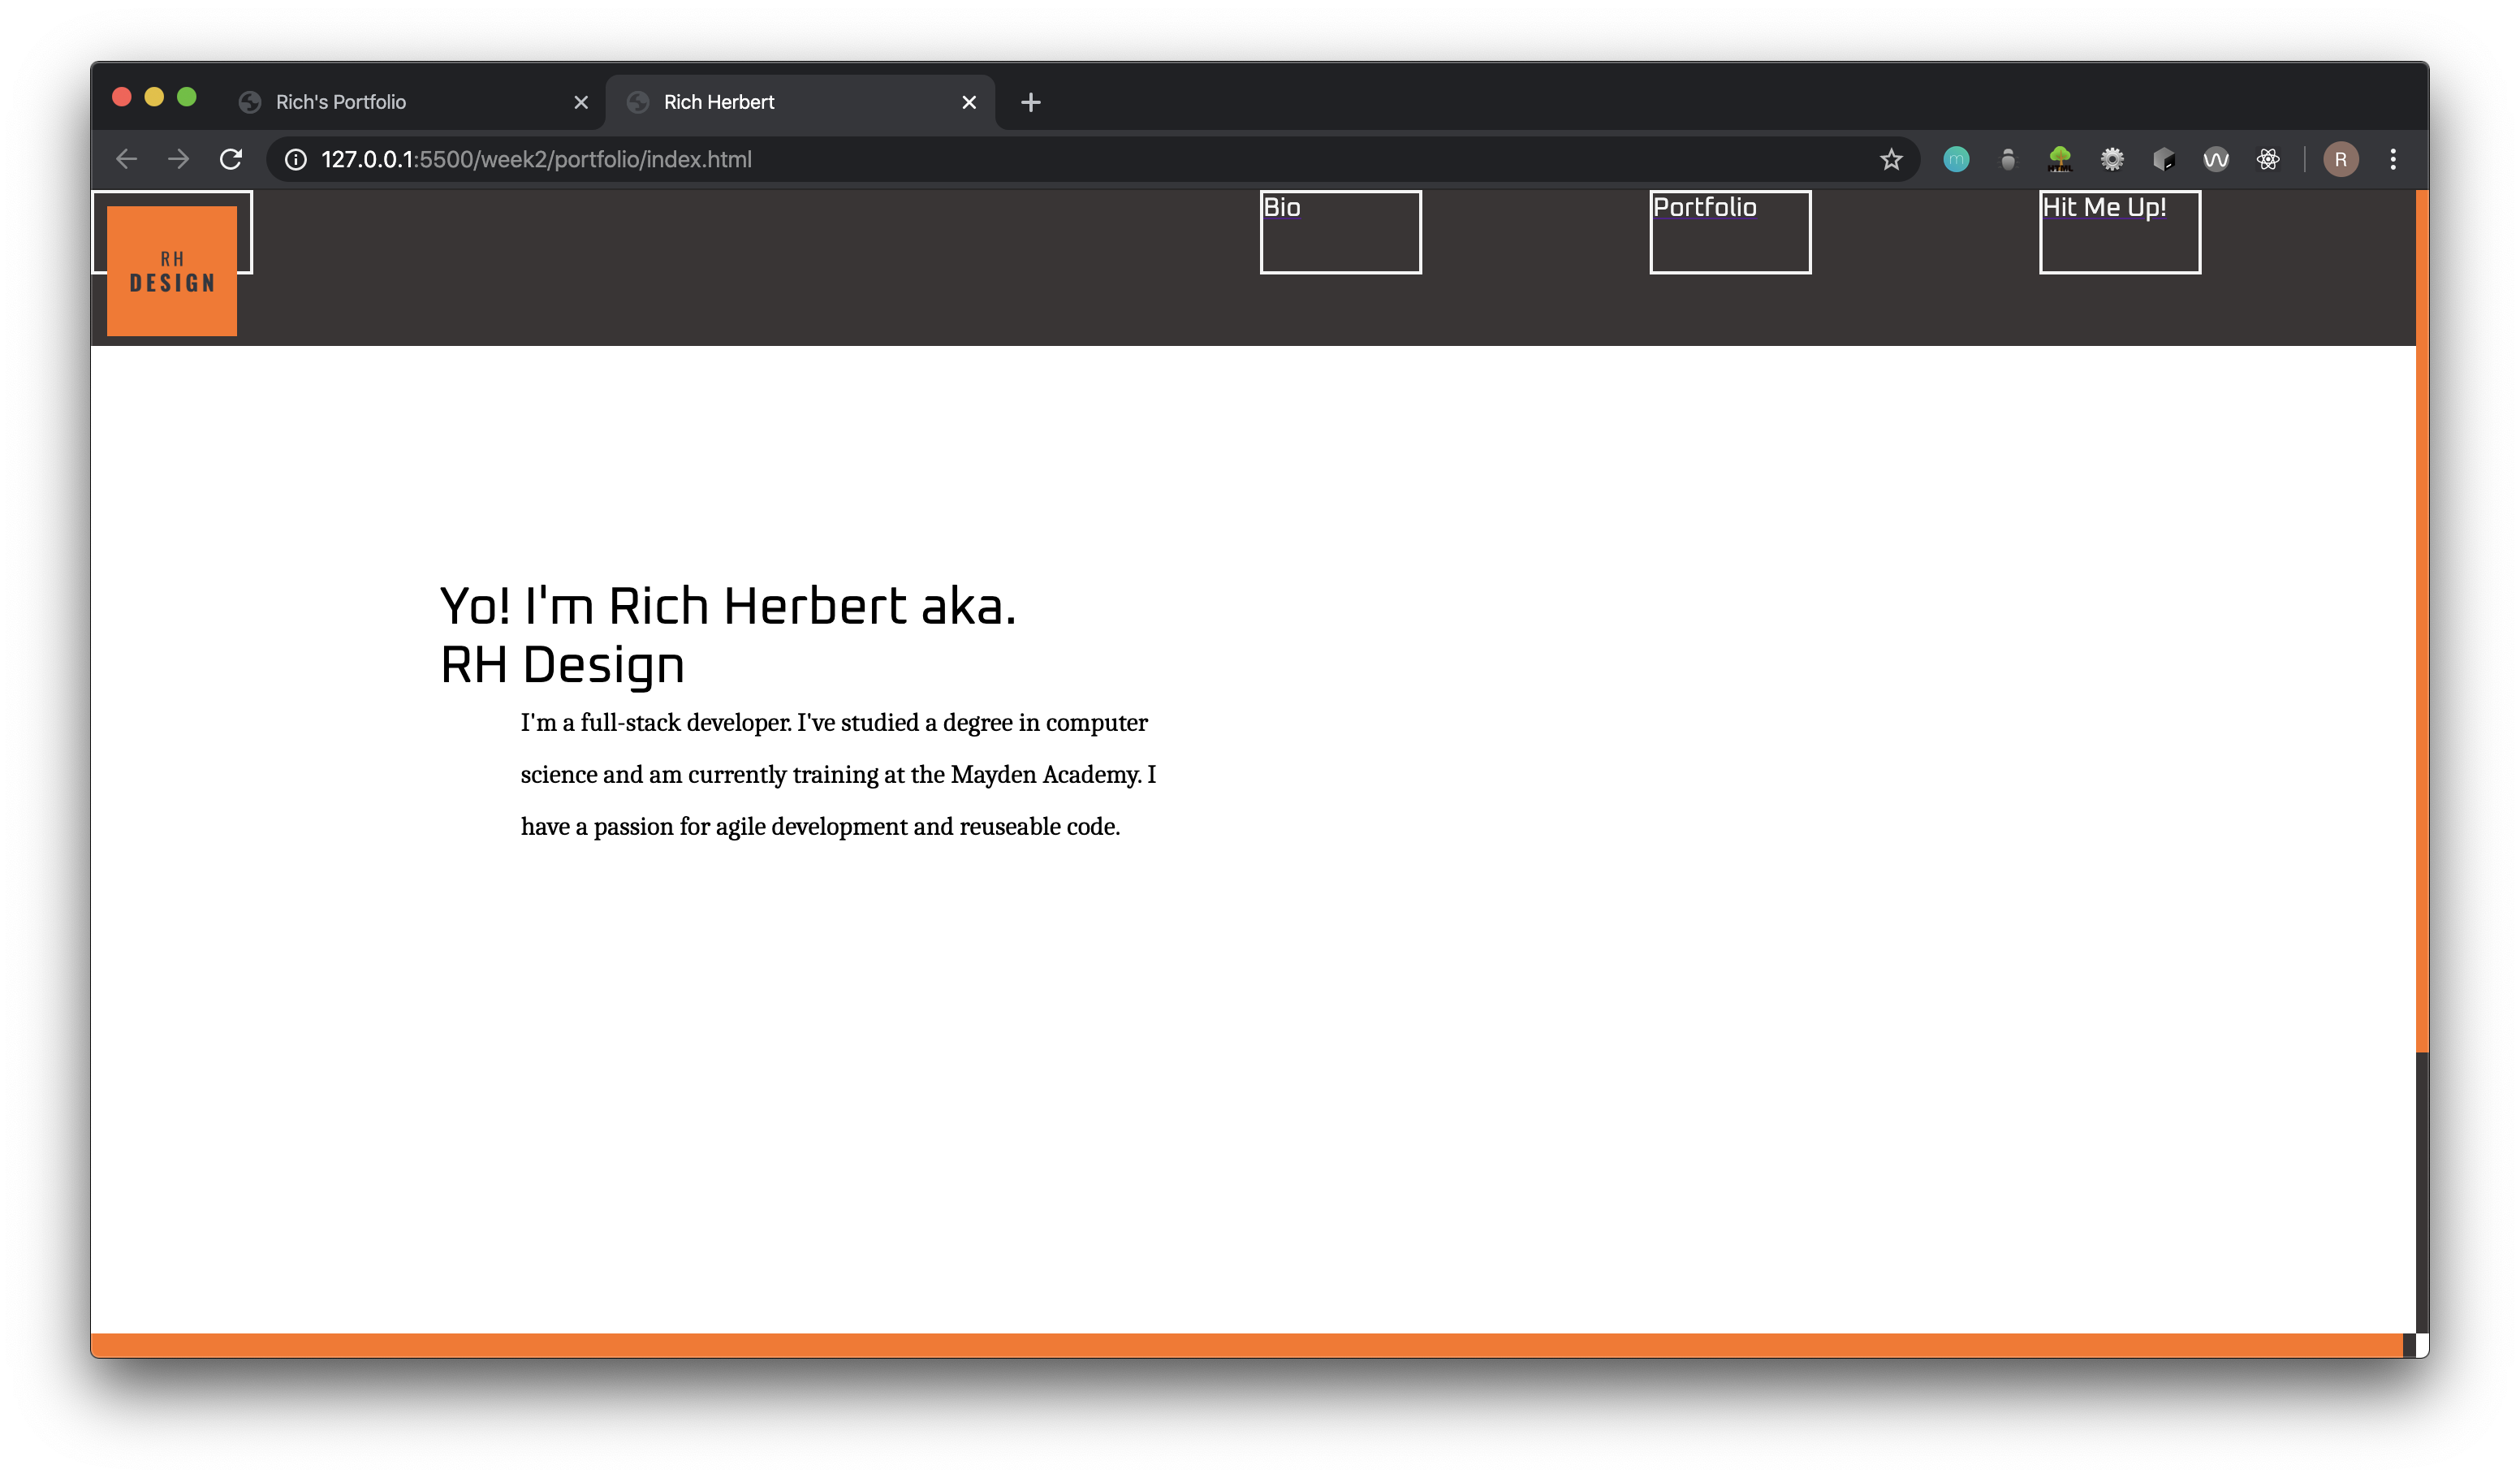 Rich's Portfolio
Rich Herbert
127.0.0.1:5500/week2/portfolio/index.html
R
RH
DESIGN
Bio
Portfolio
Hit Me Up!
Yo! I'm Rich Herbert aka.
RH Design
I'm a full-stack developer. I've studied a degree in computer
science and am currently training at the Mayden Academy. I
have a passion for agile development and reuseable code.